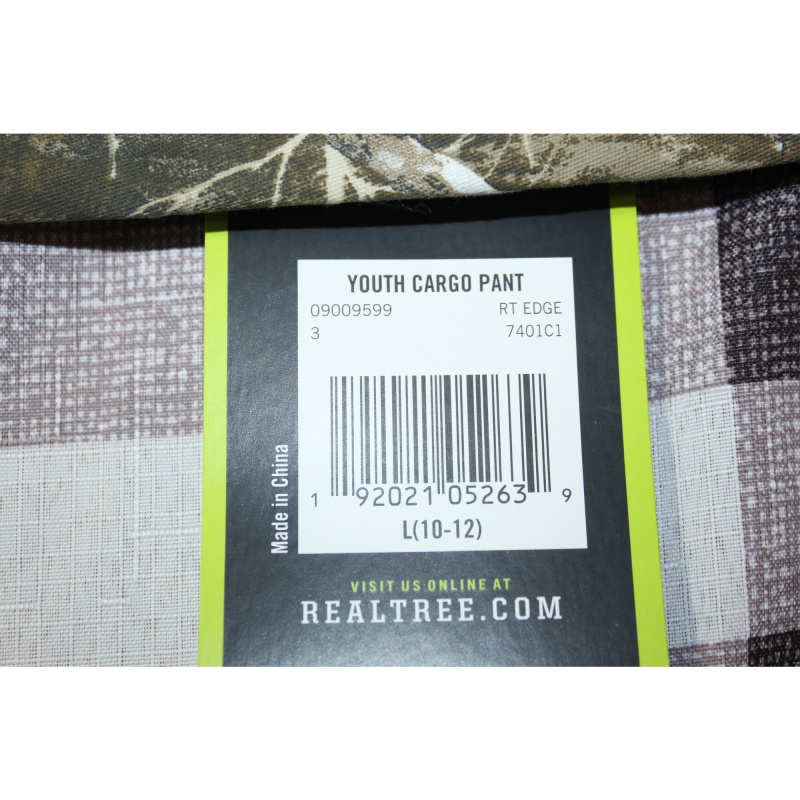 YOUTH CARGO PANT
09009599 RT EDGE
3 7401C1
Made in China
1 92021 05263 9
L(10-12)
VISIT US ONLINE AT
REALTREE.COM